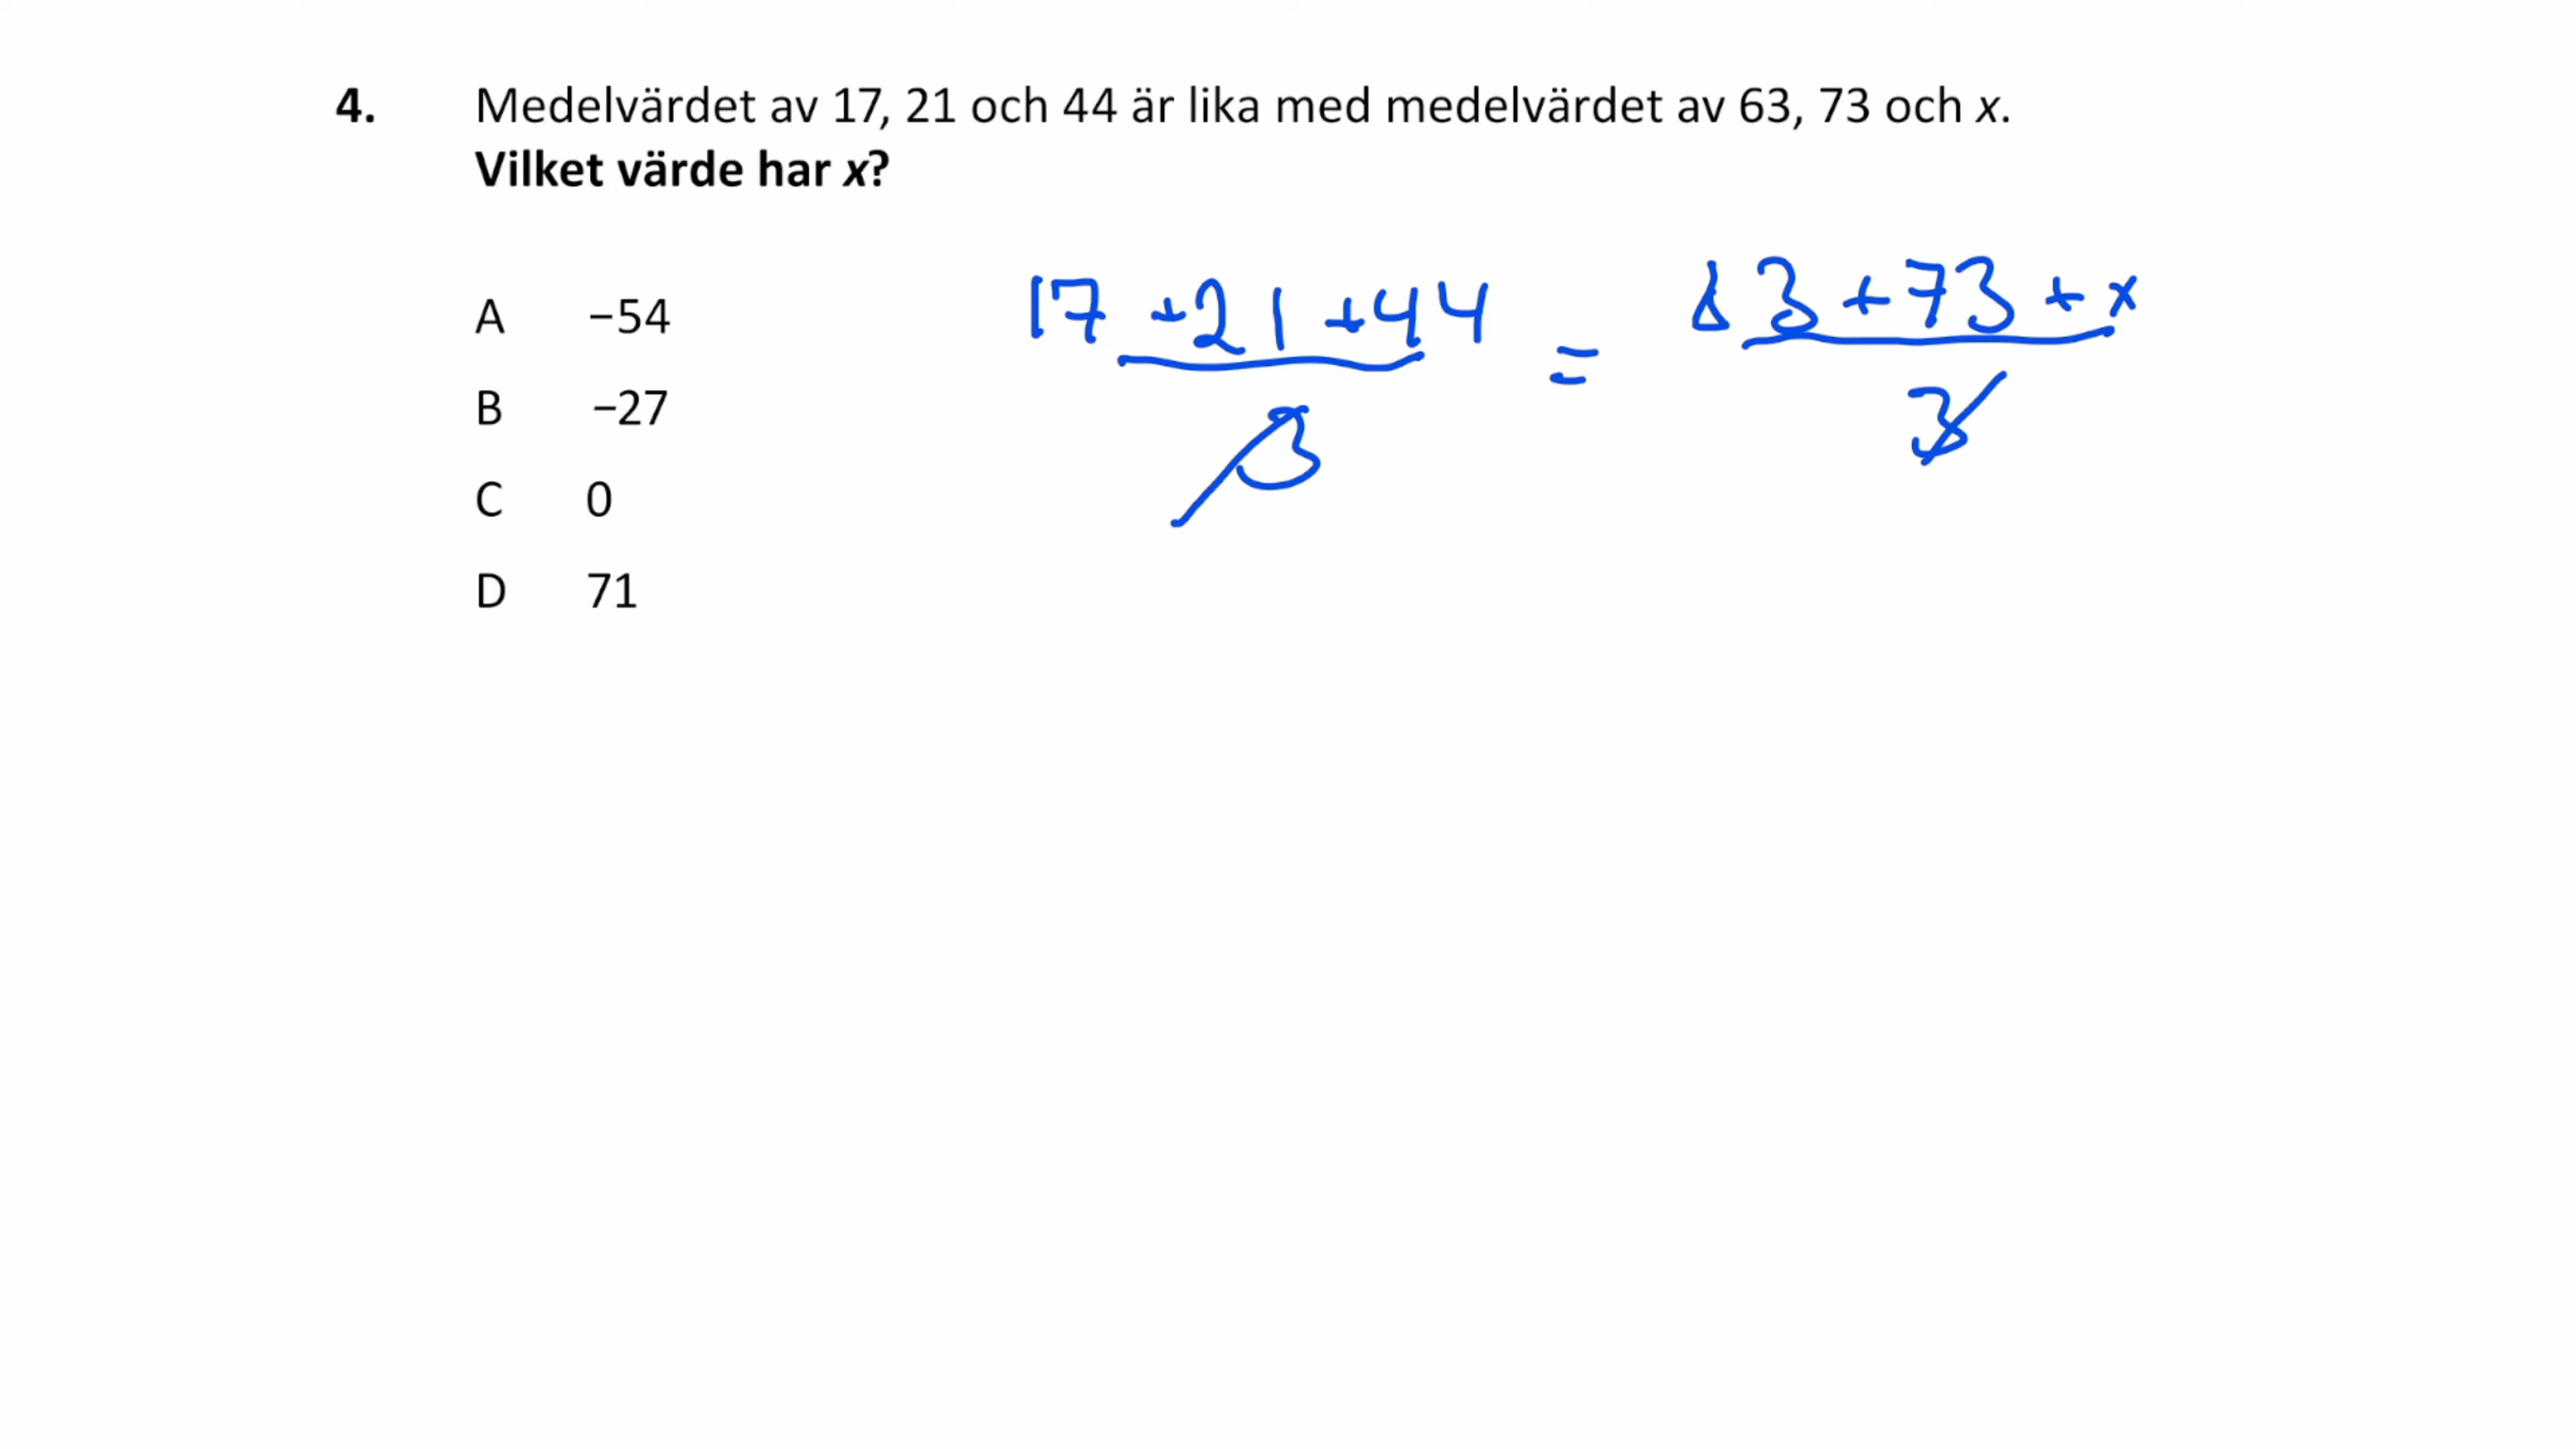 4. Medelvärdet av 17, 21 och 44 är lika med medelvärdet av 63, 73 och x.
Vilket värde har x?
A −54
B −27
C 0
D 71
17 + 21 + 44 = 63 + 73 + x
3 3